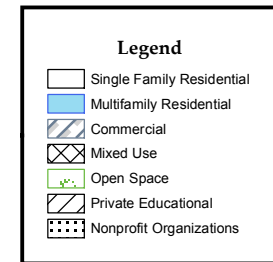 Legend
Single Family Residential
Multifamily Residential
Commercial
Mixed Use
Open Space
Private Educational
Nonprofit Organizations